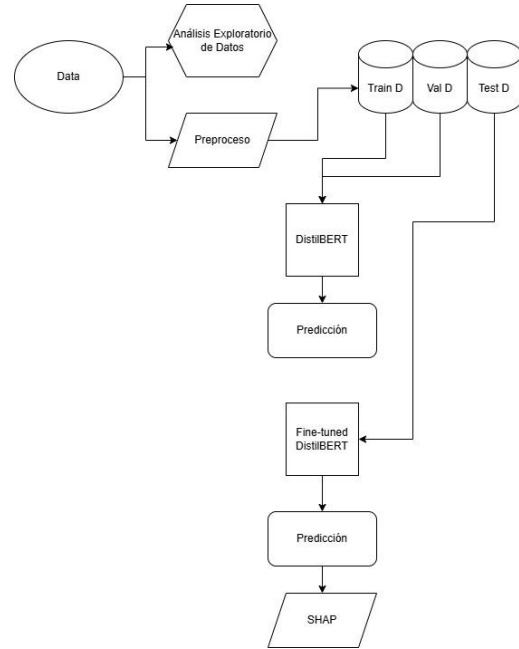 Análisis Exploratorio
de Datos
Data
Train D
Val D
Test D
Preproceso
DistilBERT
Predicción
Fine-tuned
DistilBERT
Predicción
SHAP